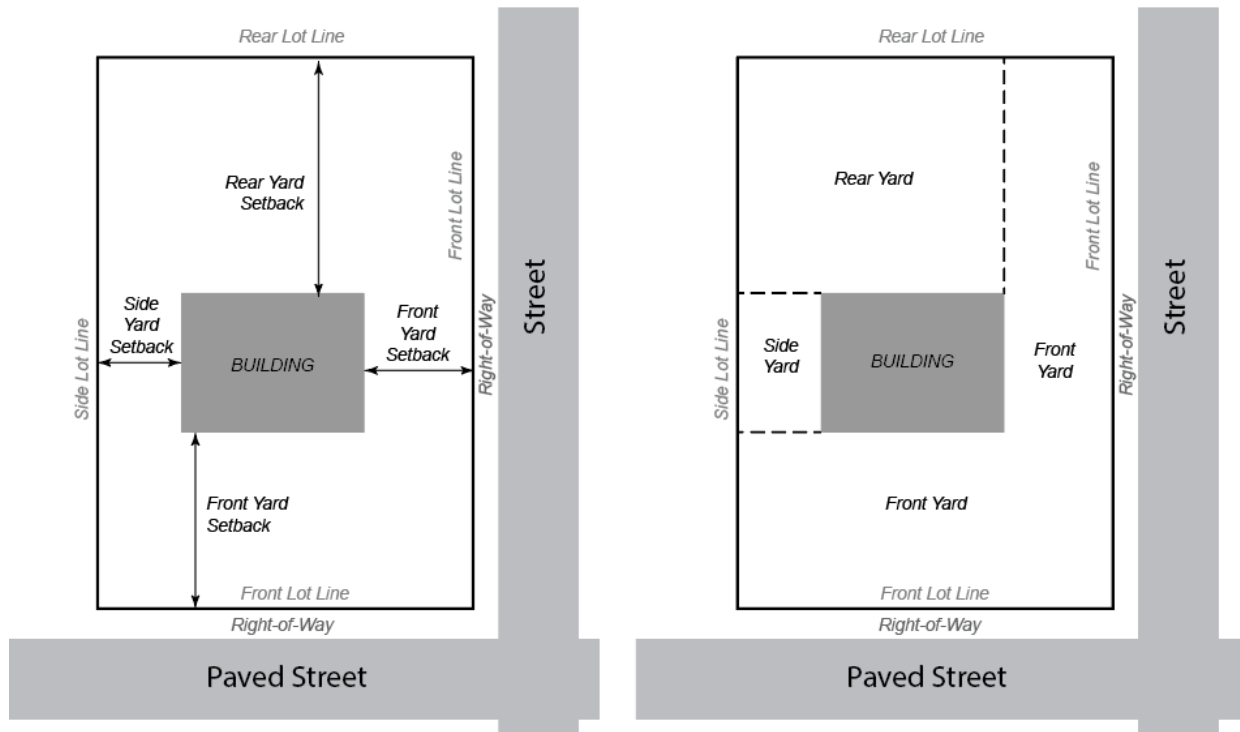 Rear Lot Line
Rear Yard
Setback
Front Lot Line
Side
Yard
Setback
Front
Yard
Setback
BUILDING
Side Lot Line
Right-of-Way
Street
Front Yard
Setback
Front Lot Line
Right-of-Way
Paved Street
Rear Lot Line
Rear Yard
Front Lot Line
Side
Yard
BUILDING
Front
Yard
Side Lot Line
Right-of-Way
Street
Front Yard
Front Lot Line
Right-of-Way
Paved Street